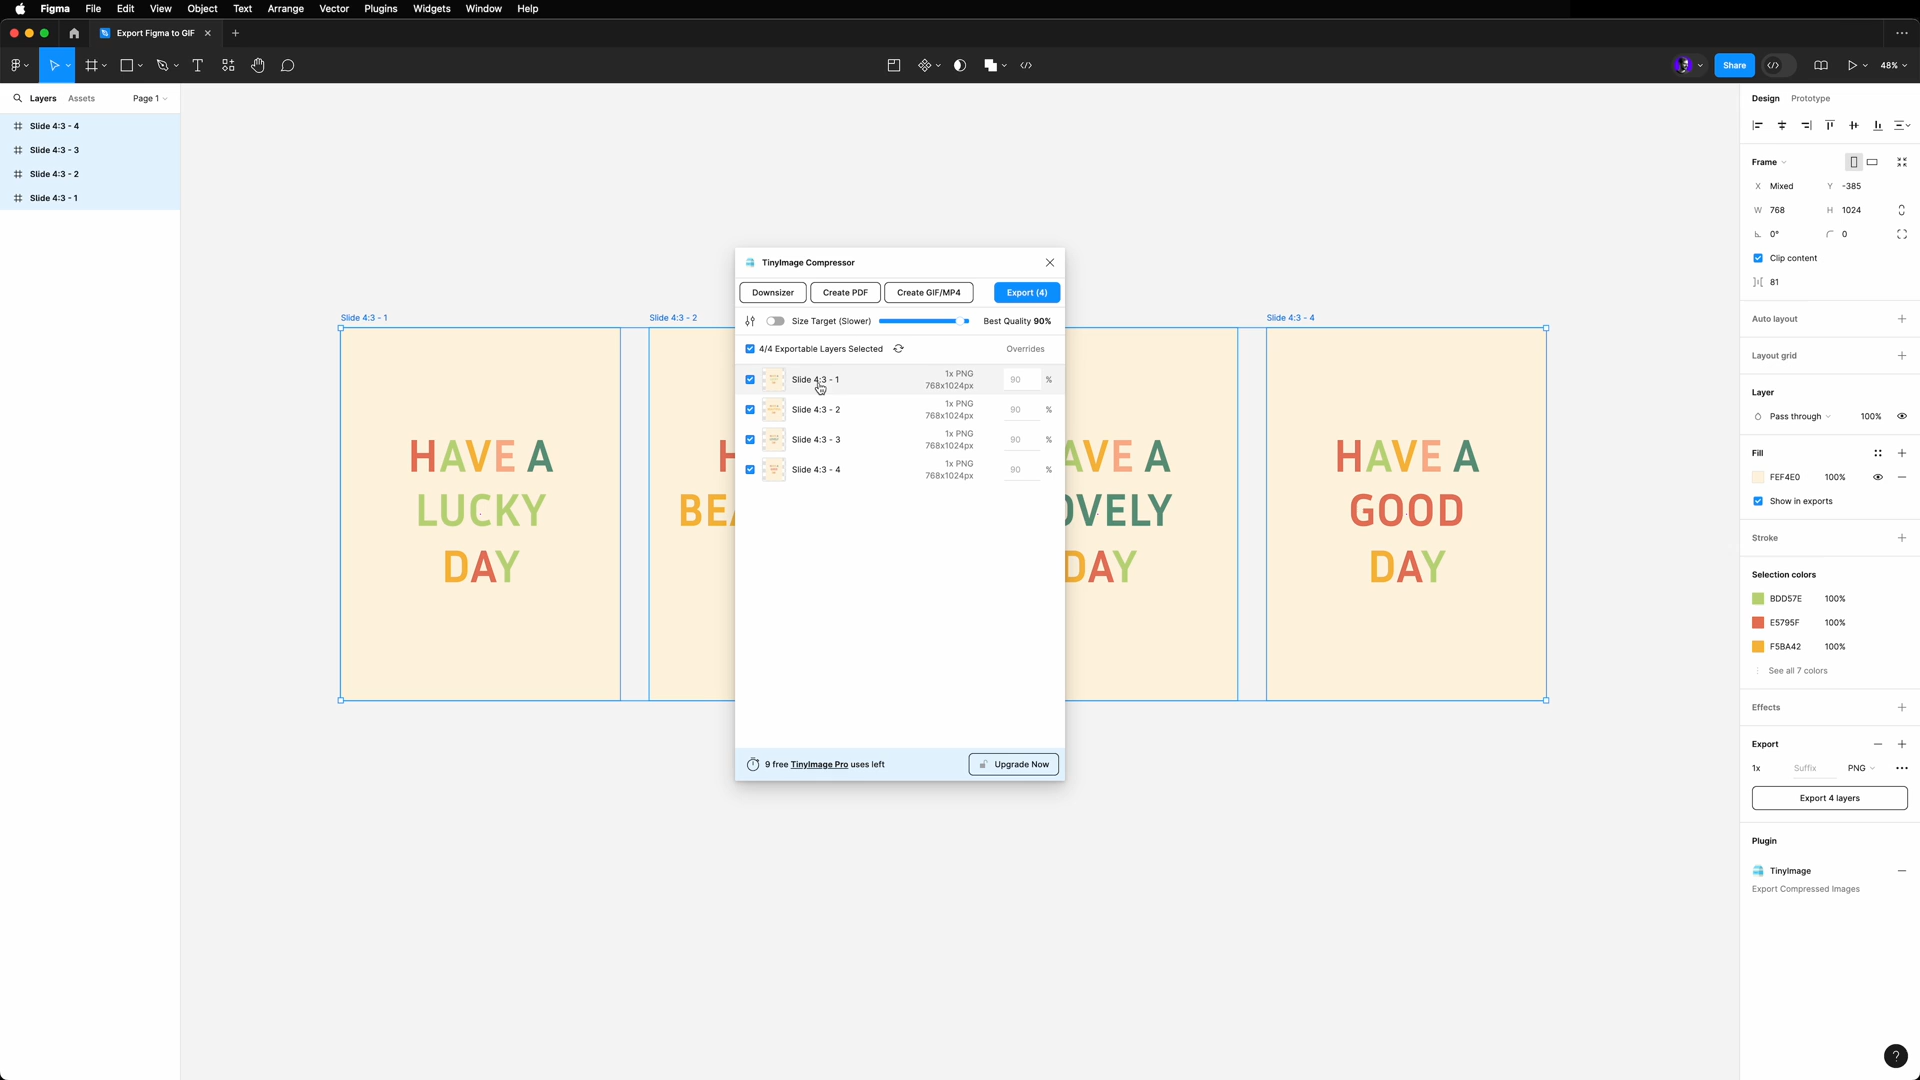 Figma File Edit View Object Text Arrange Vector Plugins Widgets Window Help
Export Figma to GIF
Share
48%
Layers Assets Page 1
Slide 4:3 - 4
Slide 4:3 - 3
Slide 4:3 - 2
Slide 4:3 - 1
Slide 4:3 - 1
HAVE A
LUCKY
DAY
Slide 4:3 - 2
H
BEA
TinyImage Compressor
Downsizer Create PDF Create GIF/MP4 Export (4)
Size Target (Slower) Best Quality 90%
4/4 Exportable Layers Selected Overrides
Slide 4:3 - 1 1x PNG 768x1024px 90 %
Slide 4:3 - 2 1x PNG 768x1024px 90 %
Slide 4:3 - 3 1x PNG 768x1024px 90 %
Slide 4:3 - 4 1x PNG 768x1024px 90 %
9 free TinyImage Pro uses left Upgrade Now
AVE A
OVELY
DAY
Slide 4:3 - 4
HAVE A
GOOD
DAY
Design Prototype
Frame
X Mixed Y -385
W 768 H 1024
0° 0
Clip content
81
Auto layout
Layout grid
Layer
Pass through 100%
Fill
FEF4E0 100%
Show in exports
Stroke
Selection colors
BDD57E 100%
E5795F 100%
F5BA42 100%
See all 7 colors
Effects
Export
1x Suffix PNG
Export 4 layers
Plugin
TinyImage
Export Compressed Images
?